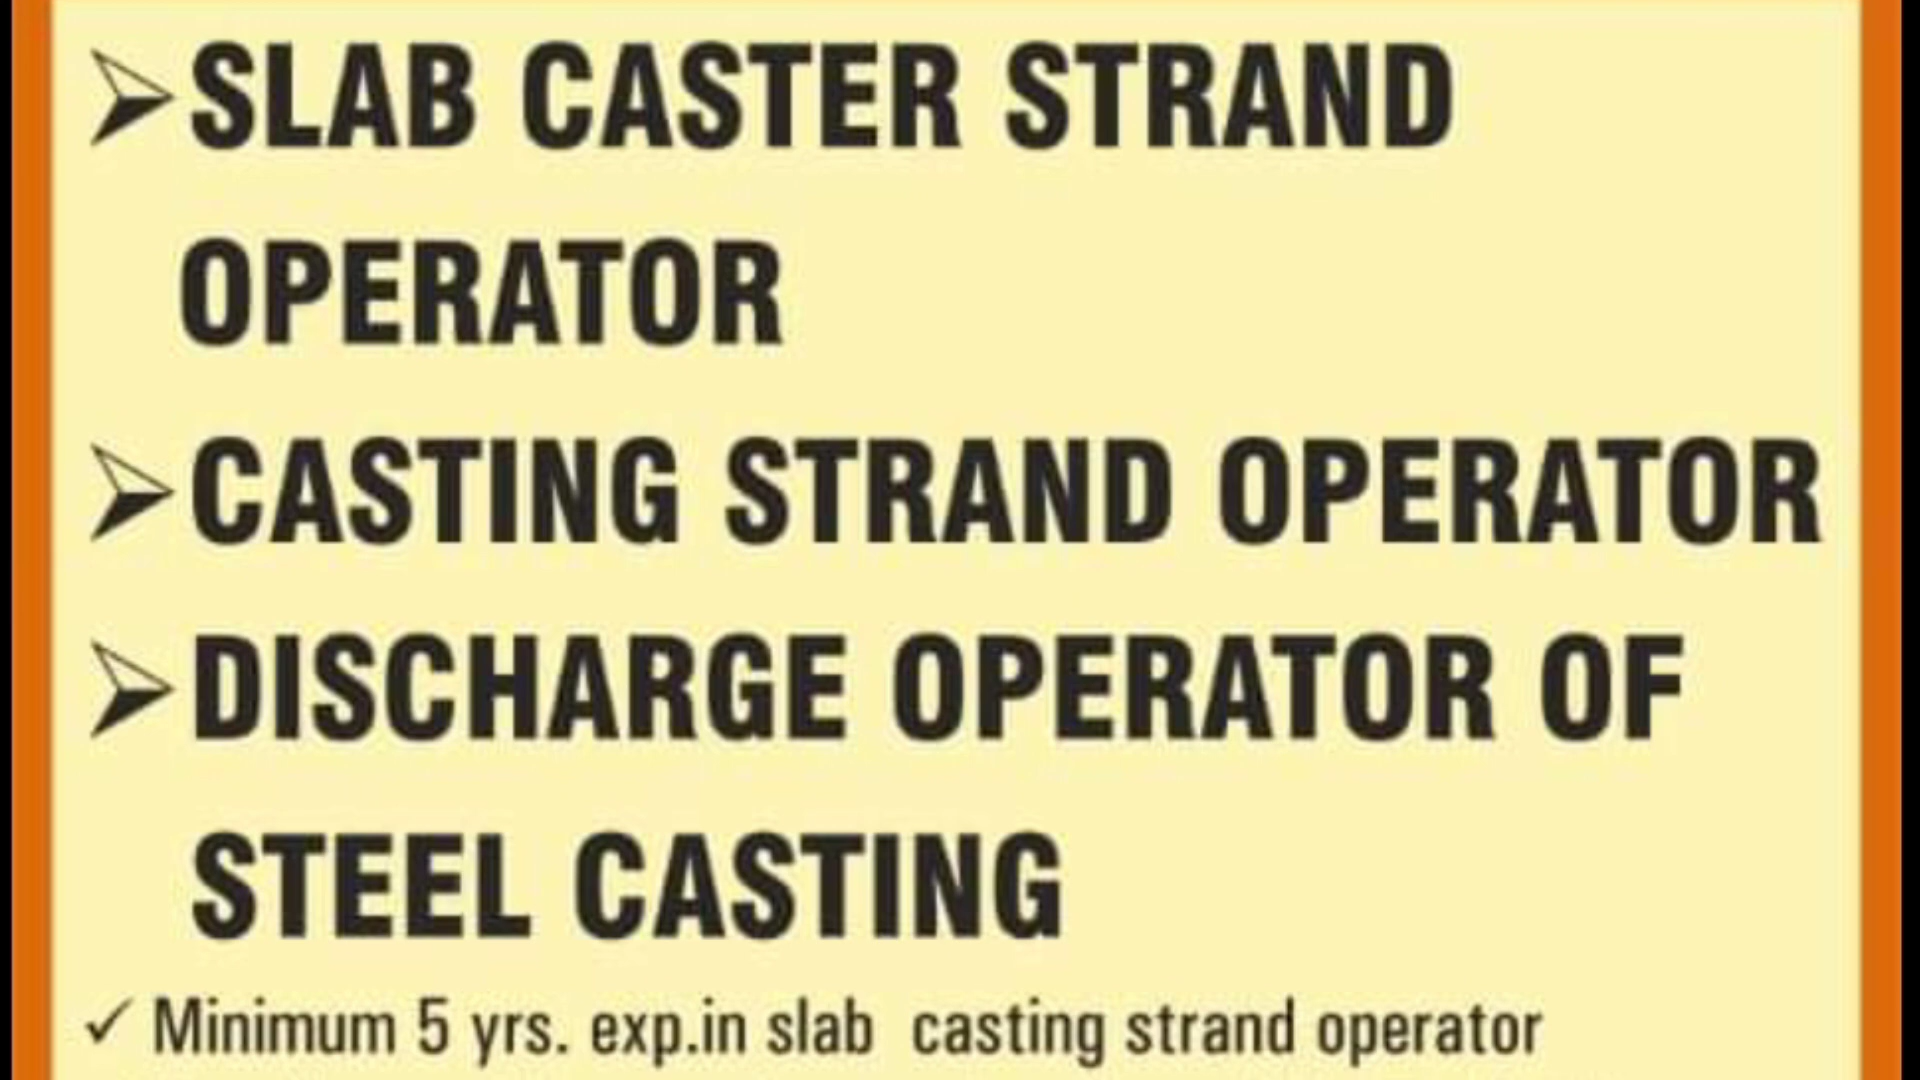 ➢SLAB CASTER STRAND
OPERATOR
➢CASTING STRAND OPERATOR
➢DISCHARGE OPERATOR OF
STEEL CASTING
✓ Minimum 5 yrs. exp.in slab casting strand operator